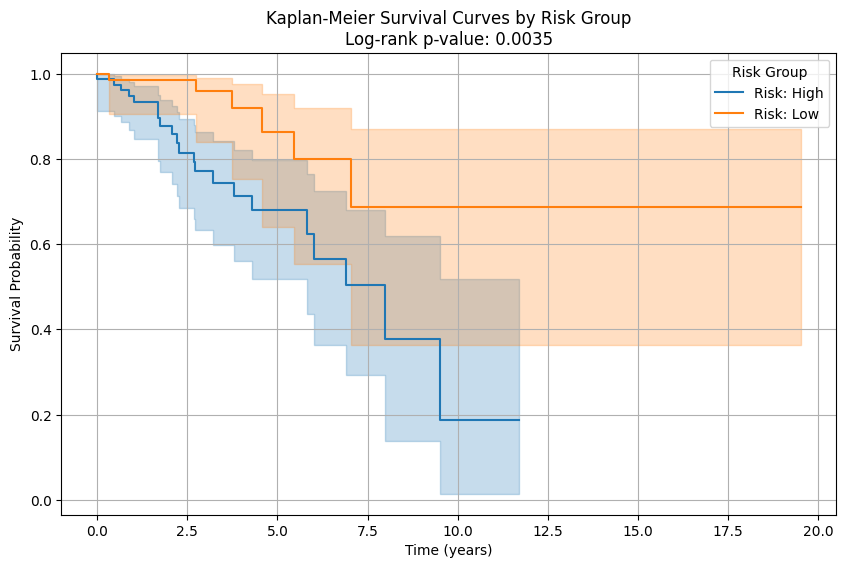 Kaplan-Meier Survival Curves by Risk Group
Log-rank p-value: 0.0035
Risk Group
Risk: High
Risk: Low
Survival Probability
1.0
0.8
0.6
0.4
0.2
0.0
0.0 2.5 5.0 7.5 10.0 12.5 15.0 17.5 20.0
Time (years)